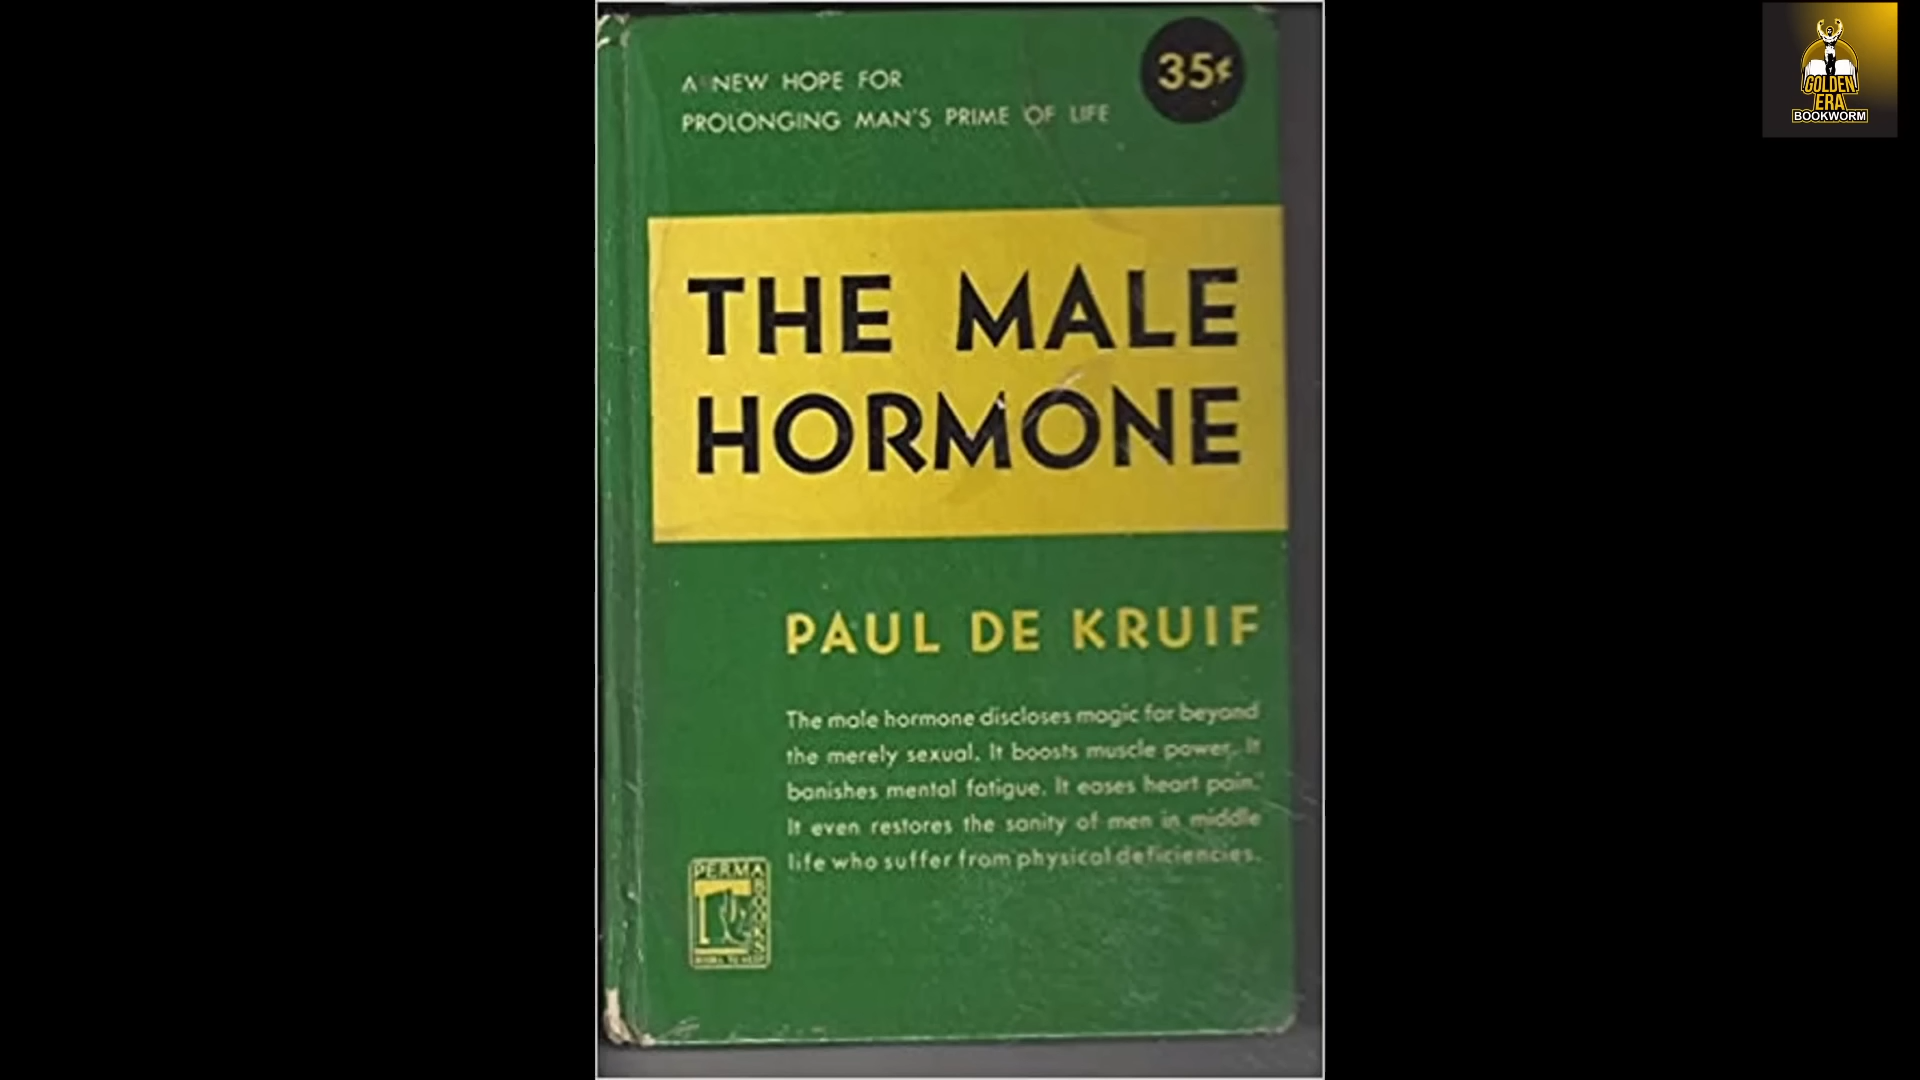 A NEW HOPE FOR
PROLONGING MAN'S PRIME OF LIFE
35¢
THE MALE
HORMONE
PAUL DE KRUIF
The male hormone discloses magic far beyond
the merely sexual. It boosts muscle power. It
banishes mental fatigue. It eases heart pain.
It even restores the sanity of men in middle
life who suffer from physical deficiencies.
PERMA
BOOKS
GOLDEN
ERA
BOOKWORM